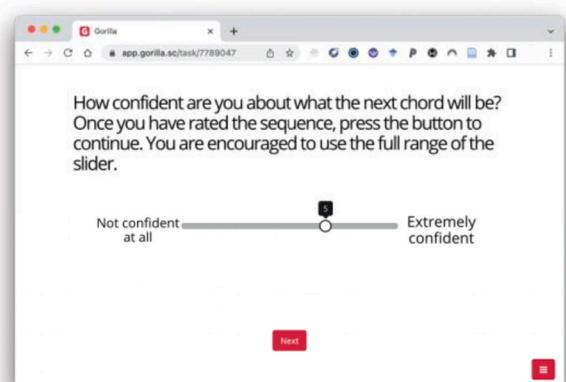 Gorilla
app.gorilla.sc/task/7789047
How confident are you about what the next chord will be?
Once you have rated the sequence, press the button to
continue. You are encouraged to use the full range of the
slider.
5
Not confident
at all
Extremely
confident
Next